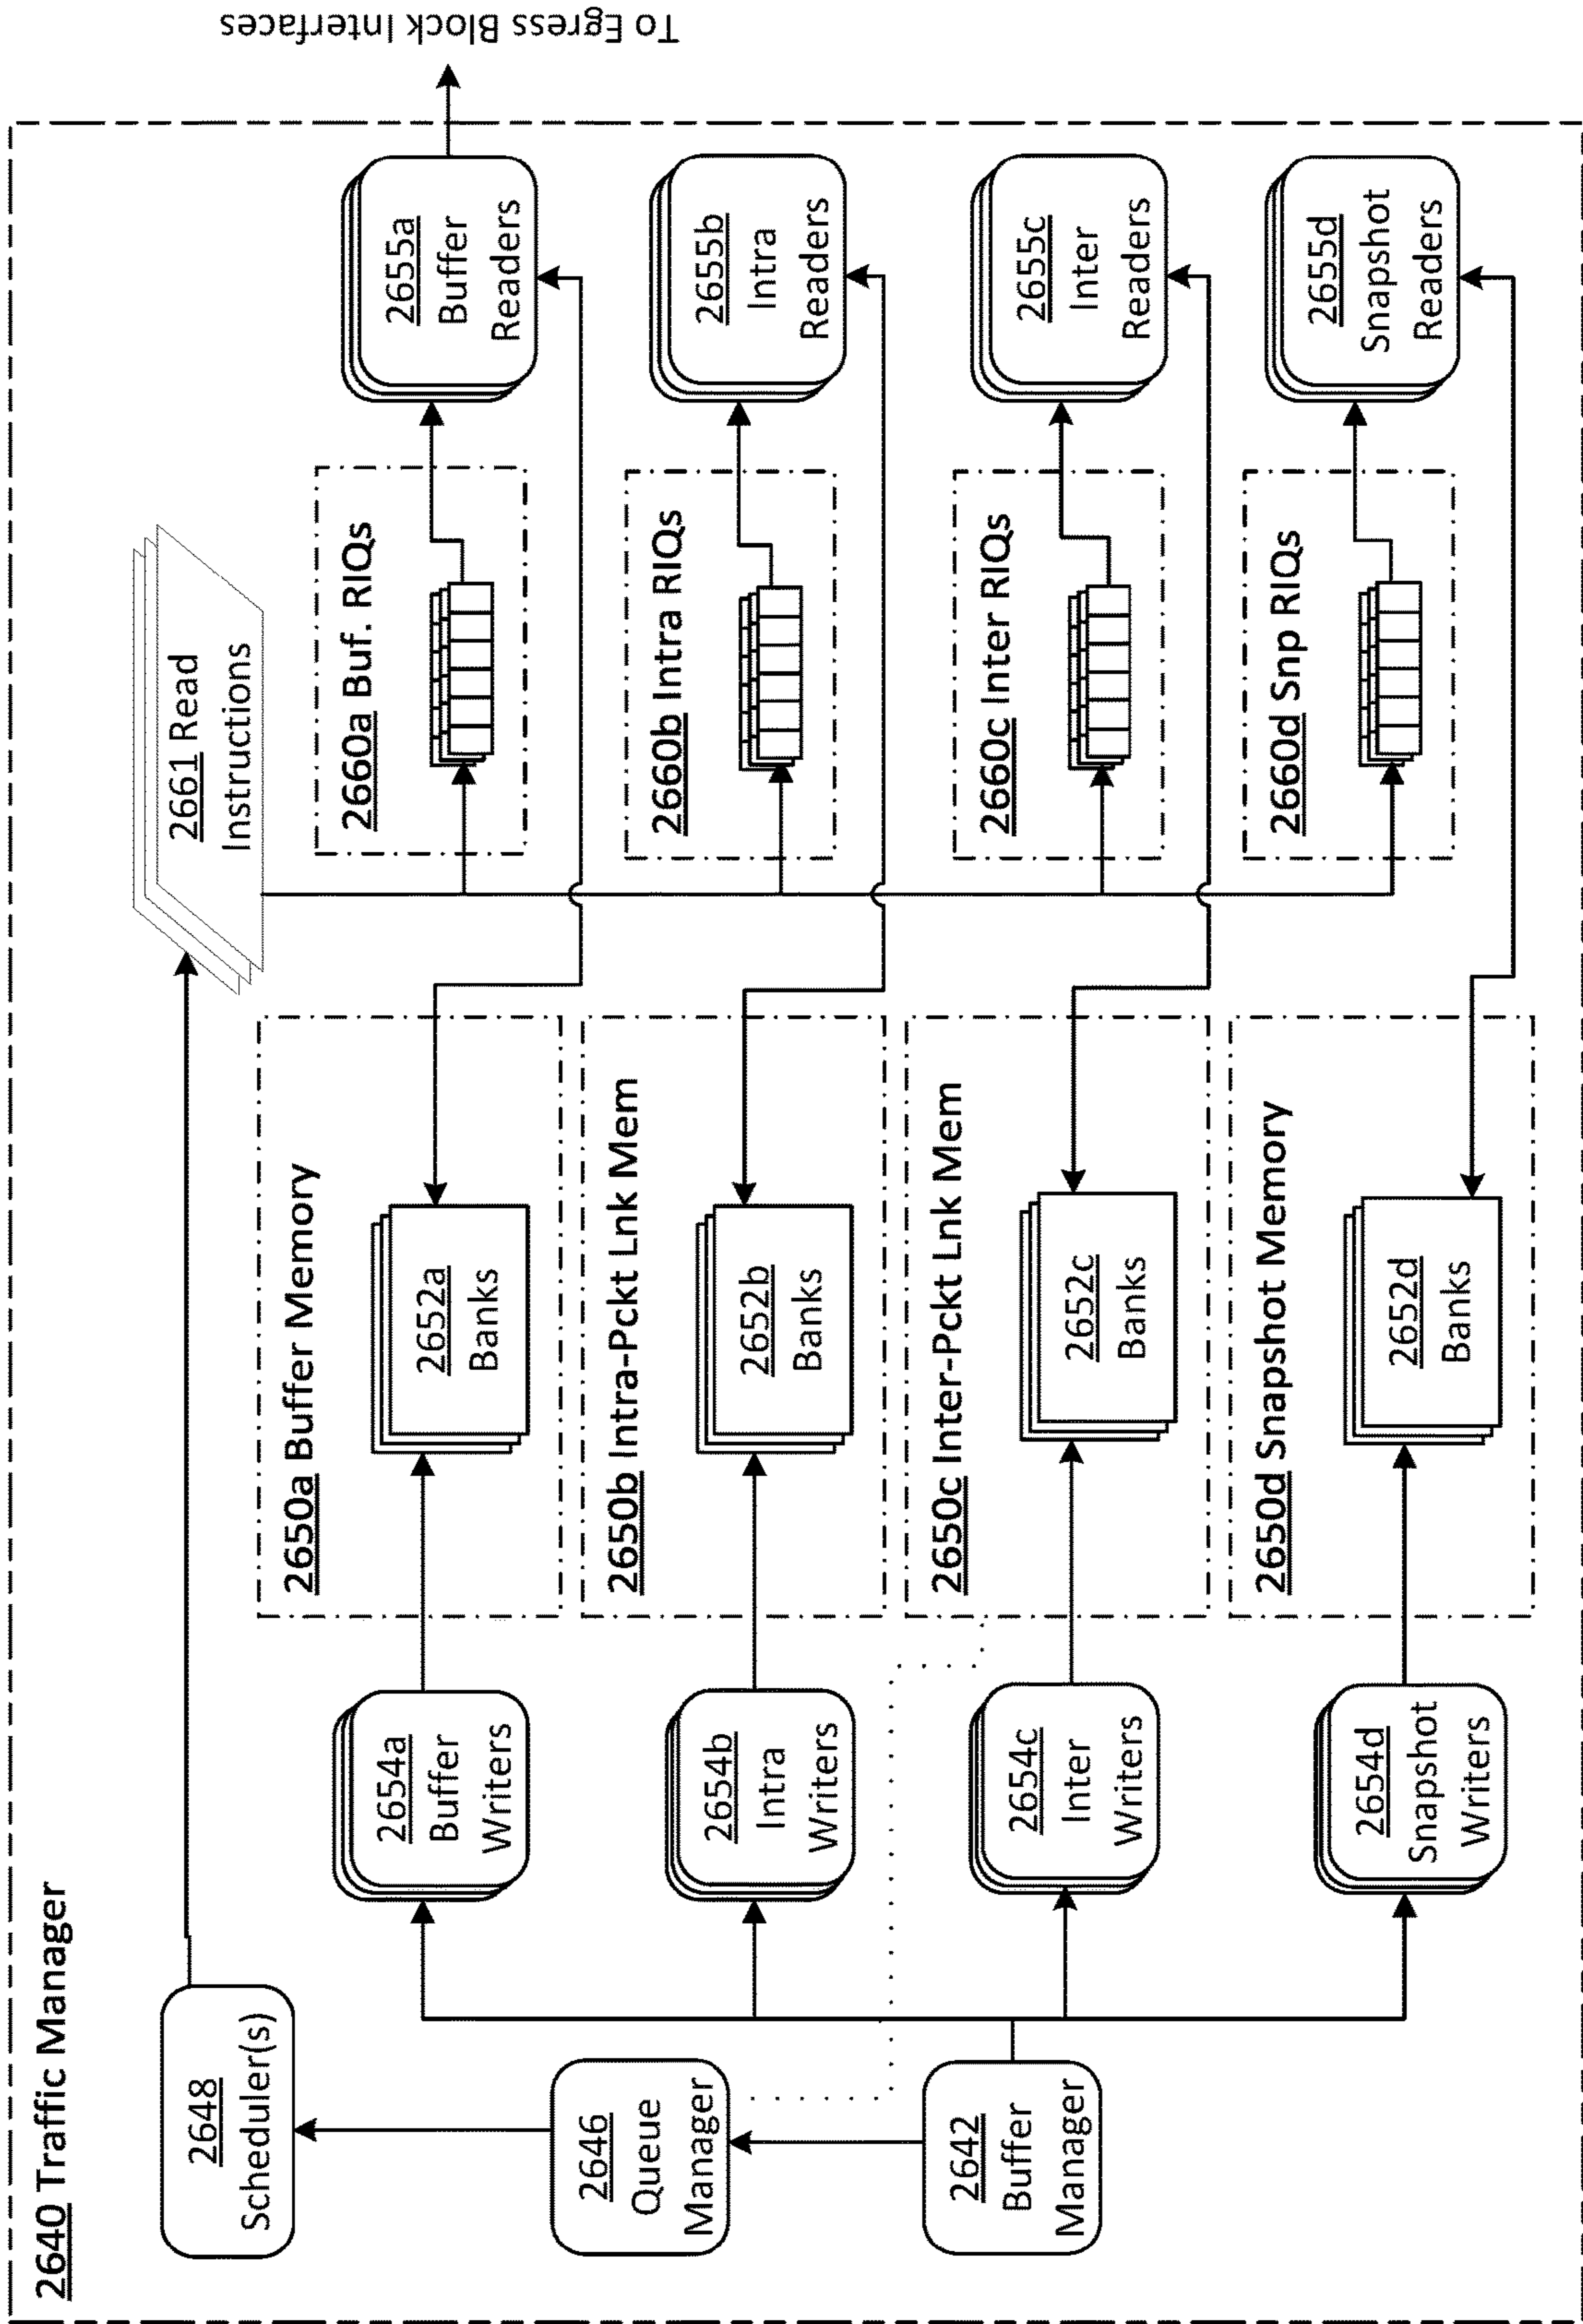 2640 Traffic Manager
2648
Scheduler(s)
2646
Queue
Manager
2642
Buffer
Manager
2661 Read
Instructions
2654a
Buffer
Writers
2650a Buffer Memory
2652a
Banks
2660a Buf. RIQs
2655a
Buffer
Readers
To Egress Block Interfaces
2654b
Intra
Writers
2650b Intra-Pckt Lnk Mem
2652b
Banks
2660b Intra RIQs
2655b
Intra
Readers
2654c
Inter
Writers
2650c Inter-Pckt Lnk Mem
2652c
Banks
2660c Inter RIQs
2655c
Inter
Readers
2654d
Snapshot
Writers
2650d Snapshot Memory
2652d
Banks
2660d Snp RIQs
2655d
Snapshot
Readers